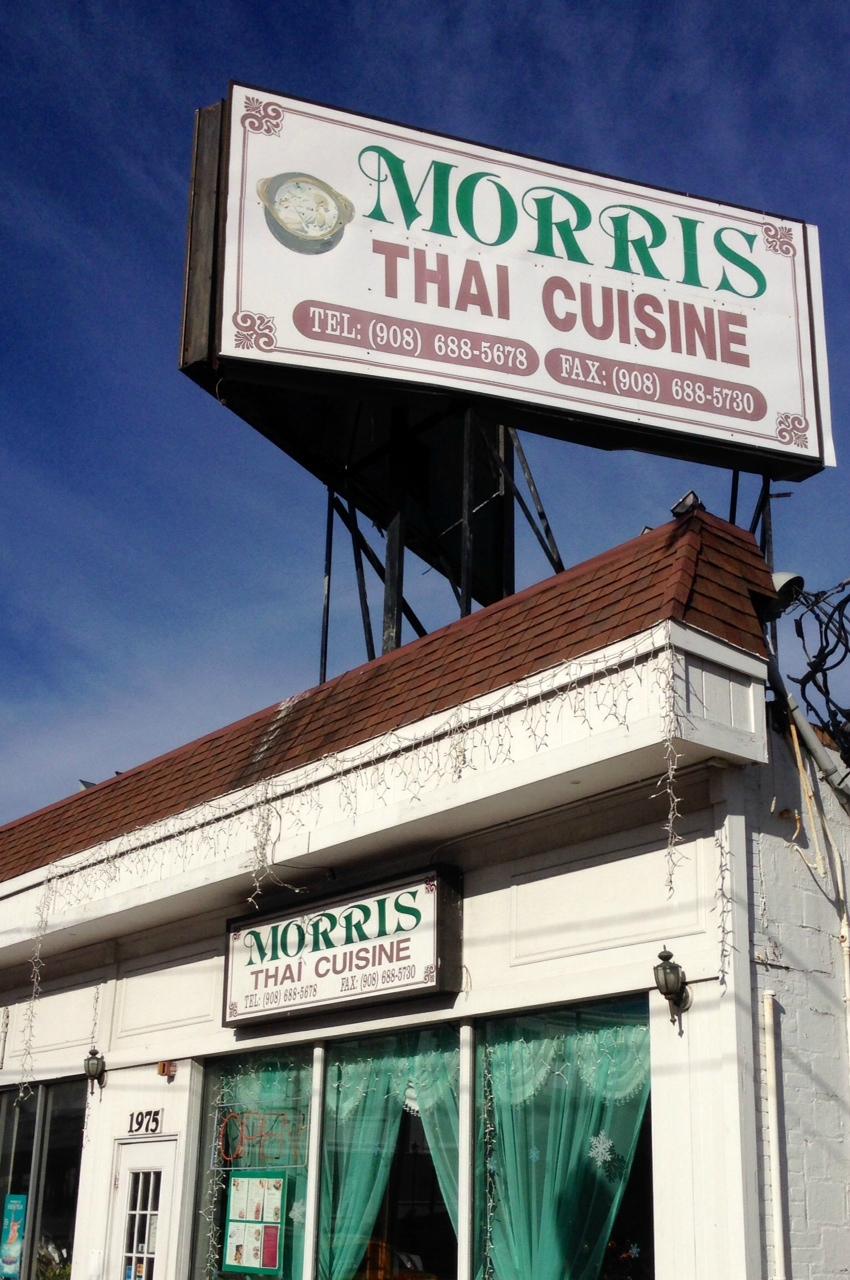 MORRIS
THAI CUISINE
TEL: (908) 688-5678 FAX: (908) 688-5730
MORRIS
THAI CUISINE
TEL: (908) 688-5678 FAX: (908) 688-5730
1975
OPEN